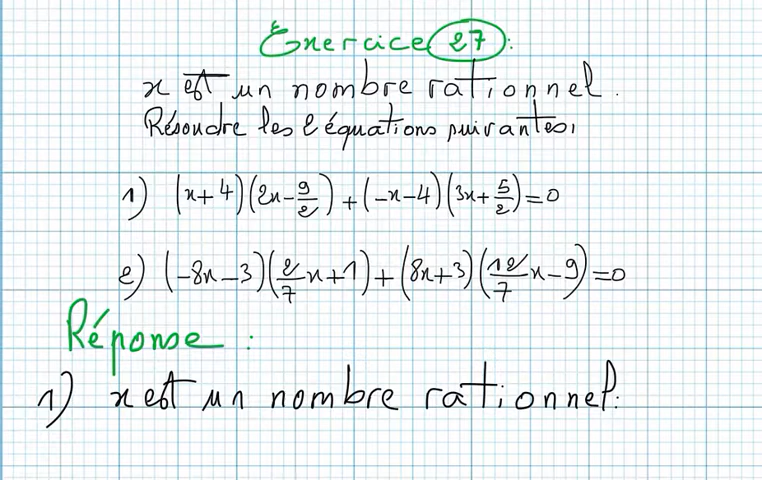 Exercice 27 :
x est un nombre rationnel.
Résoudre les équations suivantes,
1) (x+4)(2x-9/2)+(-x-4)(3x+5/2)=0
2) (-8x-3)(2/7x+1)+(8x+3)(12/7x-9)=0
Réponse :
1) x est un nombre rationnel.